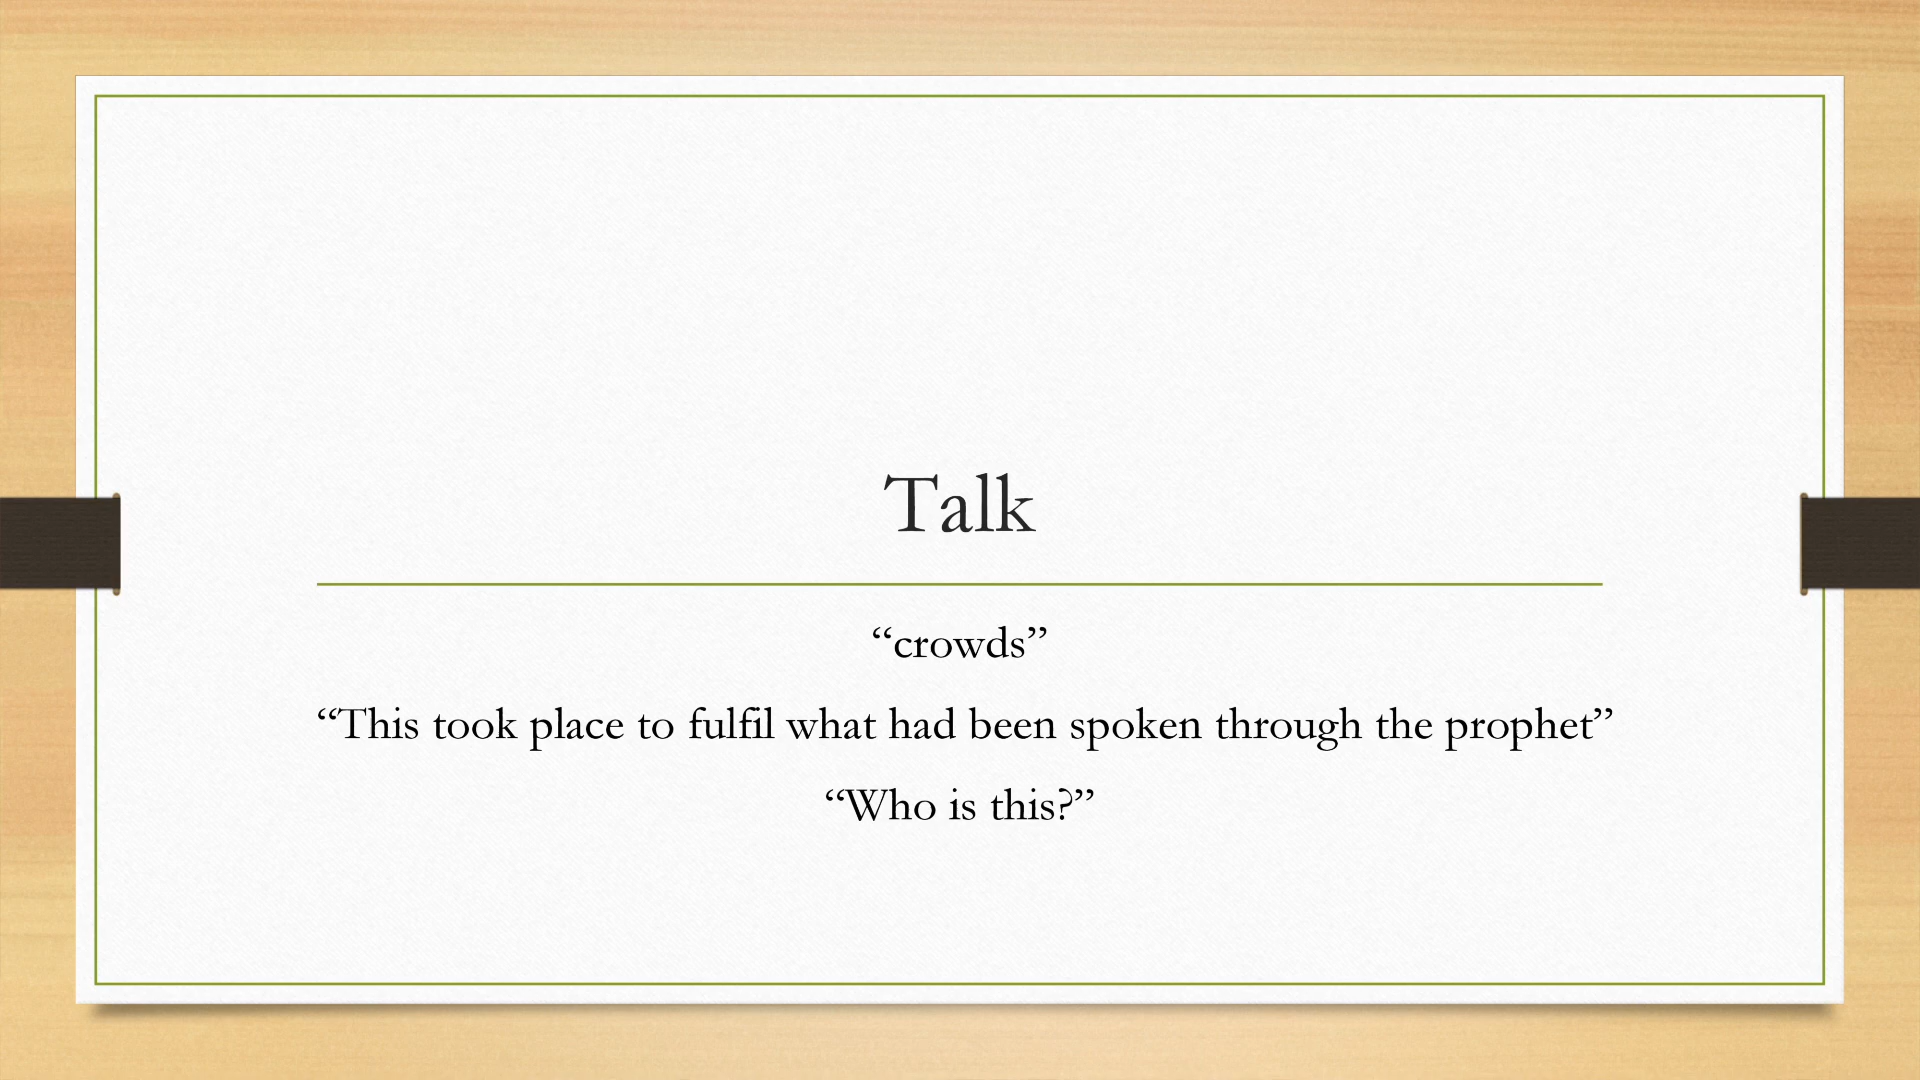 Talk
“crowds”
“This took place to fulfil what had been spoken through the prophet”
“Who is this?”